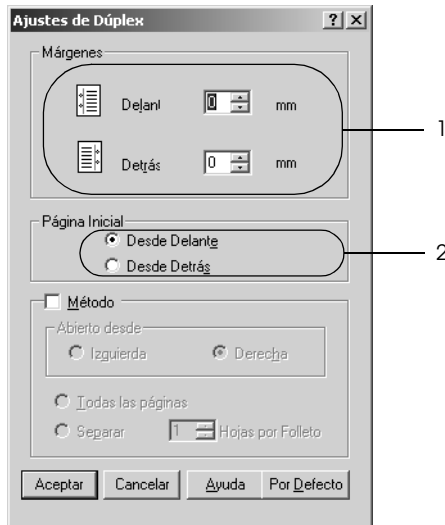 Ajustes de Dúplex
Márgenes
Delant 0 mm
1
Detrás 0 mm
Página Inicial
Desde Delante
2
Desde Detrás
Método
Abierto desde
Izquierda Derecha
Todas las páginas
Separar 1 Hojas por Folleto
Aceptar Cancelar Ayuda Por Defecto